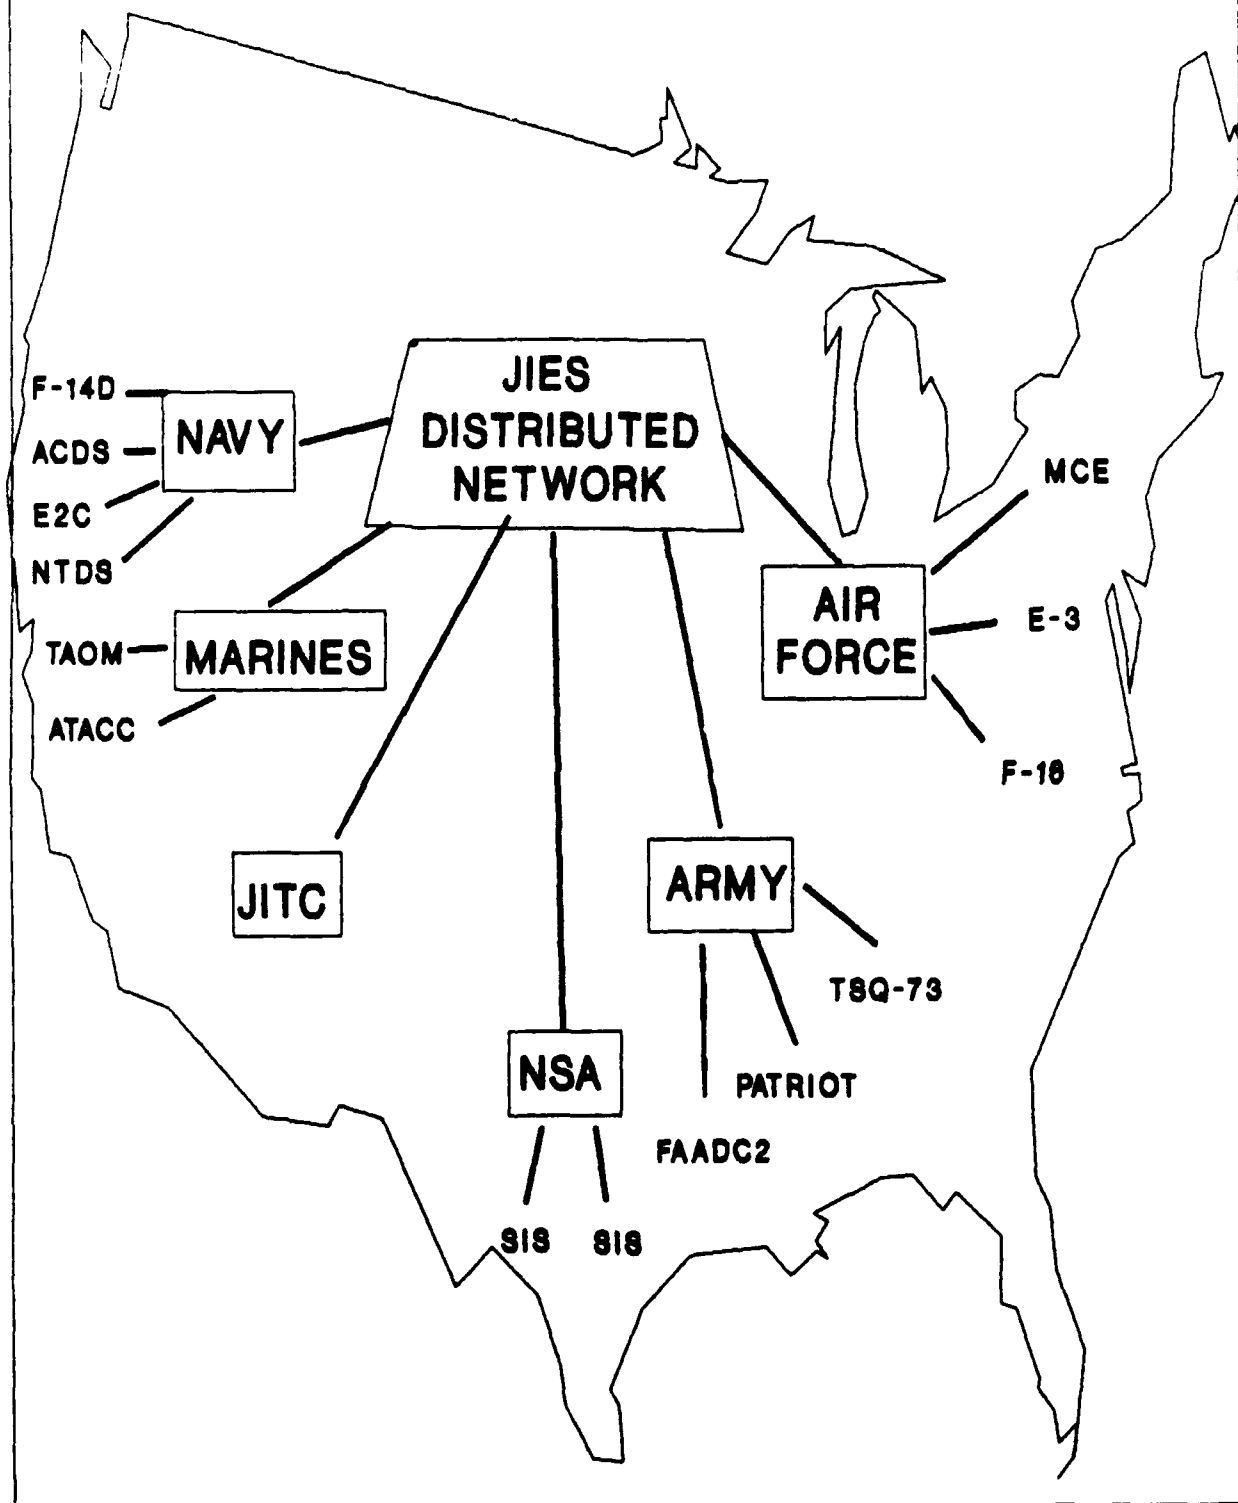 JIES
DISTRIBUTED
NETWORK
F-14D
ACDS
E2C
NTDS
NAVY
TAOM
ATACC
MARINES
JITC
NSA
SIS
SIS
ARMY
TSQ-73
PATRIOT
FAADC2
AIR
FORCE
MCE
E-3
F-16